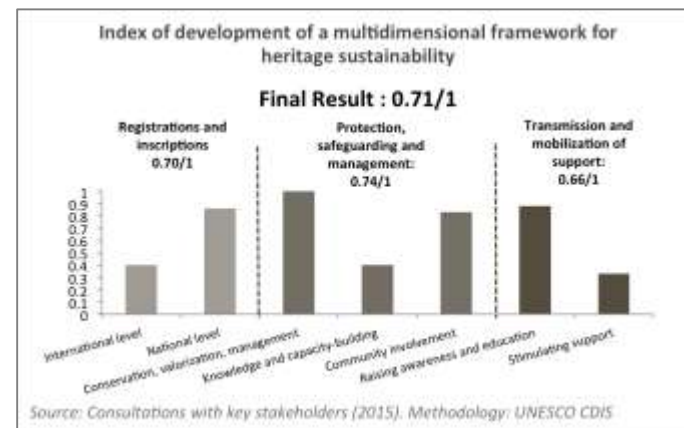 Index of development of a multidimensional framework for
heritage sustainability
Final Result : 0.71/1
Registrations and
inscriptions
0.70/1
Protection,
safeguarding and
management:
0.74/1
Transmission and
mobilization of
support:
0.66/1
1
0.9
0.8
0.7
0.6
0.5
0.4
0.3
0.2
0.1
0
International level
National level
Conservation, valorization, management
Knowledge and capacity-building
Community involvement
Raising awareness and education
Stimulating support
Source: Consultations with key stakeholders (2015). Methodology: UNESCO CDIS